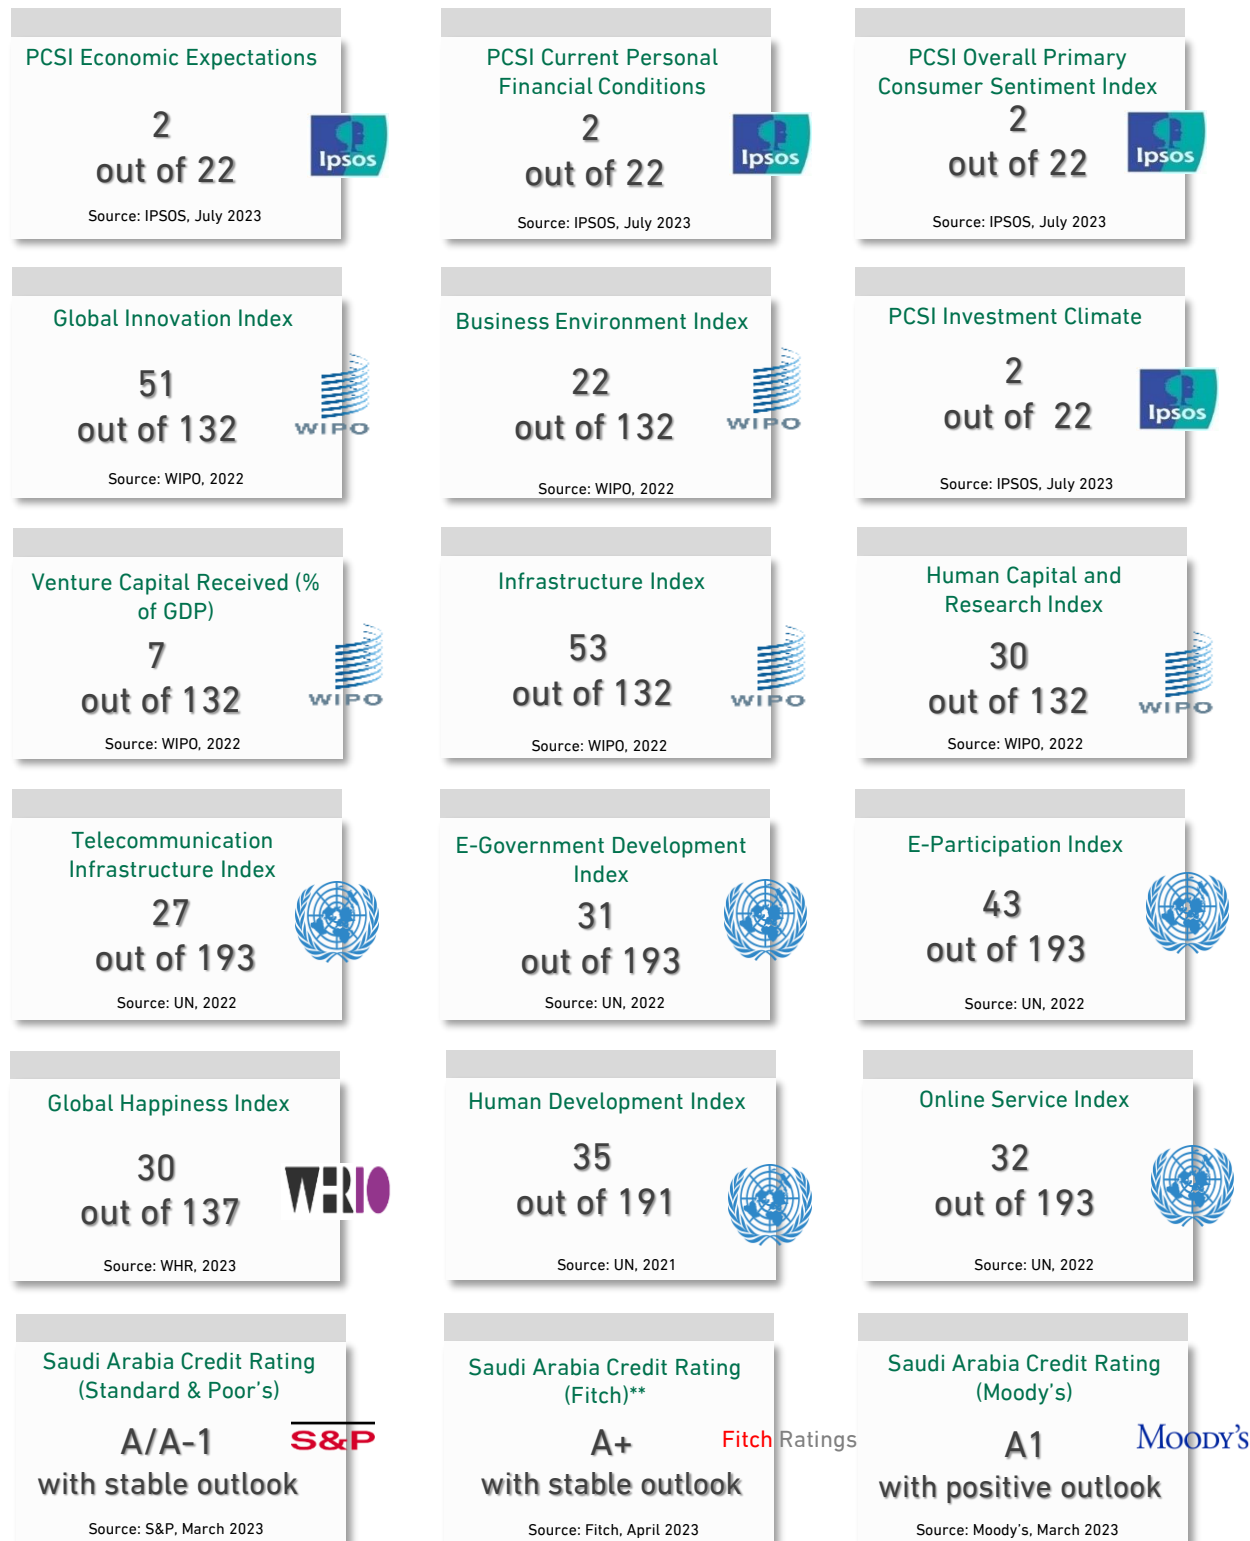 PCSI Economic Expectations
2
out of 22
Ipsos
Source: IPSOS, July 2023
PCSI Current Personal
Financial Conditions
2
out of 22
Ipsos
Source: IPSOS, July 2023
PCSI Overall Primary
Consumer Sentiment Index
2
out of 22
Ipsos
Source: IPSOS, July 2023
Global Innovation Index
51
out of 132
WIPO
Source: WIPO, 2022
Business Environment Index
22
out of 132
WIPO
Source: WIPO, 2022
PCSI Investment Climate
2
out of 22
Ipsos
Source: IPSOS, July 2023
Venture Capital Received (%
of GDP)
7
out of 132
WIPO
Source: WIPO, 2022
Infrastructure Index
53
out of 132
WIPO
Source: WIPO, 2022
Human Capital and
Research Index
30
out of 132
WIPO
Source: WIPO, 2022
Telecommunication
Infrastructure Index
27
out of 193
Source: UN, 2022
E-Government Development
Index
31
out of 193
Source: UN, 2022
E-Participation Index
43
out of 193
Source: UN, 2022
Global Happiness Index
30
out of 137
WHR10
Source: WHR, 2023
Human Development Index
35
out of 191
Source: UN, 2021
Online Service Index
32
out of 193
Source: UN, 2022
Saudi Arabia Credit Rating
(Standard & Poor's)
A/A-1
with stable outlook
S&P
Source: S&P, March 2023
Saudi Arabia Credit Rating
(Fitch)**
A+
with stable outlook
Fitch Ratings
Source: Fitch, April 2023
Saudi Arabia Credit Rating
(Moody's)
A1
with positive outlook
MOODY'S
Source: Moody's, March 2023